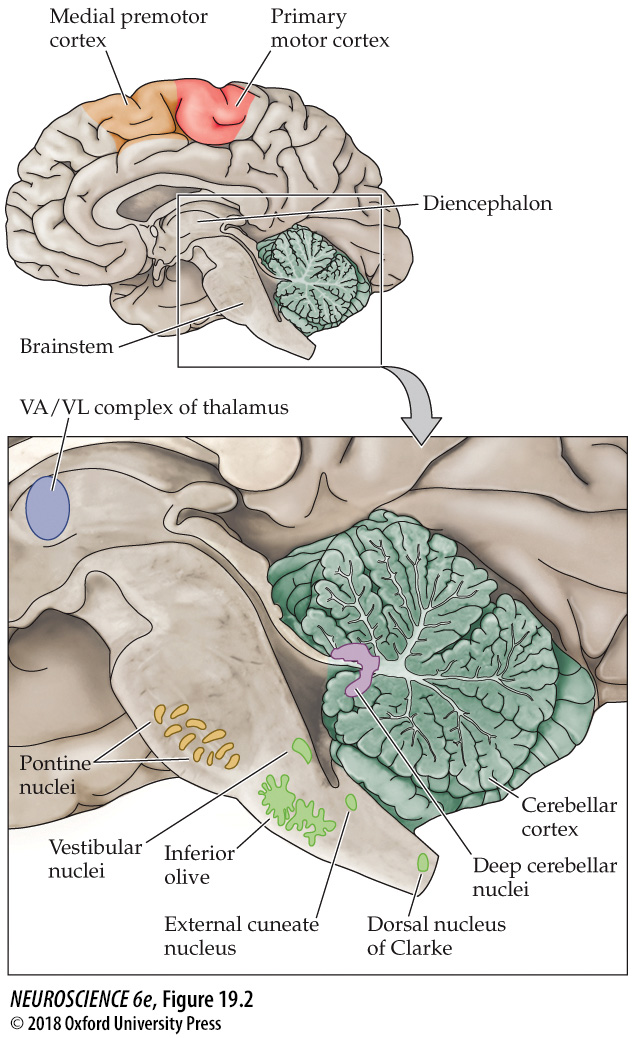 Medial premotor
cortex
Primary
motor cortex
Diencephalon
Brainstem
VA/VL complex of thalamus
Pontine
nuclei
Vestibular
nuclei
Inferior
olive
External cuneate
nucleus
Dorsal nucleus
of Clarke
Deep cerebellar
nuclei
Cerebellar
cortex
NEUROSCIENCE 6e, Figure 19.2
© 2018 Oxford University Press